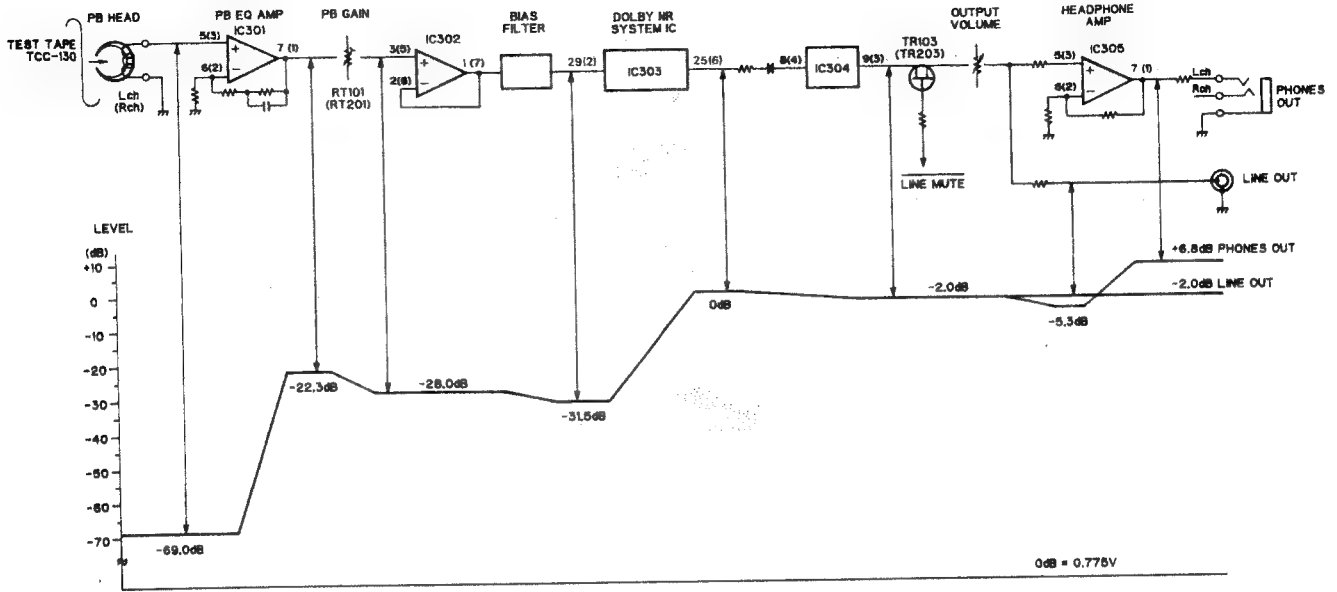 PB HEAD
PB EQ AMP
IC301
PB GAIN
IC302
BIAS
FILTER
DOLBY NR
SYSTEM IC
OUTPUT
VOLUME
HEADPHONE
AMP
TEST TAPE
TCC-130
5(3)
7 (1)
3(5)
1(7)
29(2)
IC303
25(6)
8(4)
IC304
9(3)
TR103
(TR203)
5(3)
IC305
7 (1)
Lch
Rch
PHONES
OUT
6(2)
2(6)
6(2)
Lch
(Rch)
RT101
(RT201)
LINE MUTE
LINE OUT
LEVEL
(dB)
+10
0
-10
-20
-30
-40
-50
-60
-70
+6.8dB PHONES OUT
-2.0dB LINE OUT
0dB
-2.0dB
-5.3dB
-22.3dB
-28.0dB
-31.5dB
-69.0dB
0dB = 0.775V